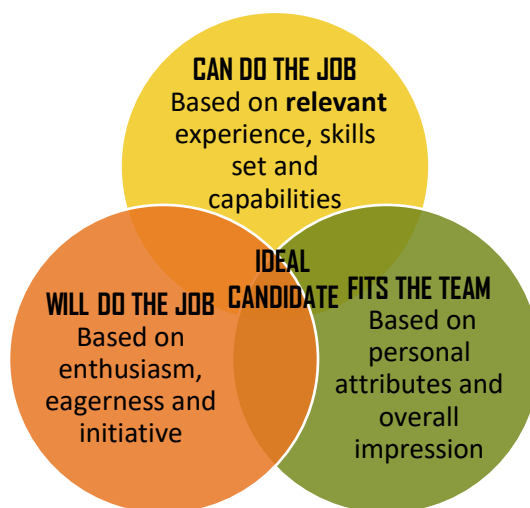 CAN DO THE JOB
Based on relevant
experience, skills
set and
capabilities
IDEAL
CANDIDATE
WILL DO THE JOB
Based on
enthusiasm,
eagerness and
initiative
FITS THE TEAM
Based on
personal
attributes and
overall
impression